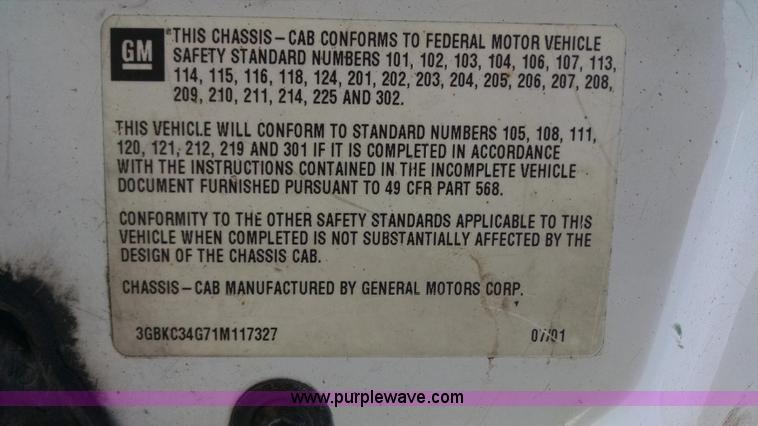 GM
*THIS CHASSIS-CAB CONFORMS TO FEDERAL MOTOR VEHICLE
SAFETY STANDARD NUMBERS 101, 102, 103, 104, 106, 107, 113,
114, 115, 116, 118, 124, 201, 202, 203, 204, 205, 206, 207, 208,
209, 210, 211, 214, 225 AND 302.
THIS VEHICLE WILL CONFORM TO STANDARD NUMBERS 105, 108, 111,
120, 121, 212, 219 AND 301 IF IT IS COMPLETED IN ACCORDANCE
WITH THE INSTRUCTIONS CONTAINED IN THE INCOMPLETE VEHICLE
DOCUMENT FURNISHED PURSUANT TO 49 CFR PART 568.
CONFORMITY TO THE OTHER SAFETY STANDARDS APPLICABLE TO THIS
VEHICLE WHEN COMPLETED IS NOT SUBSTANTIALLY AFFECTED BY THE
DESIGN OF THE CHASSIS CAB.
CHASSIS-CAB MANUFACTURED BY GENERAL MOTORS CORP.
3GBKC34G71M117327 07/01
www.purplewave.com